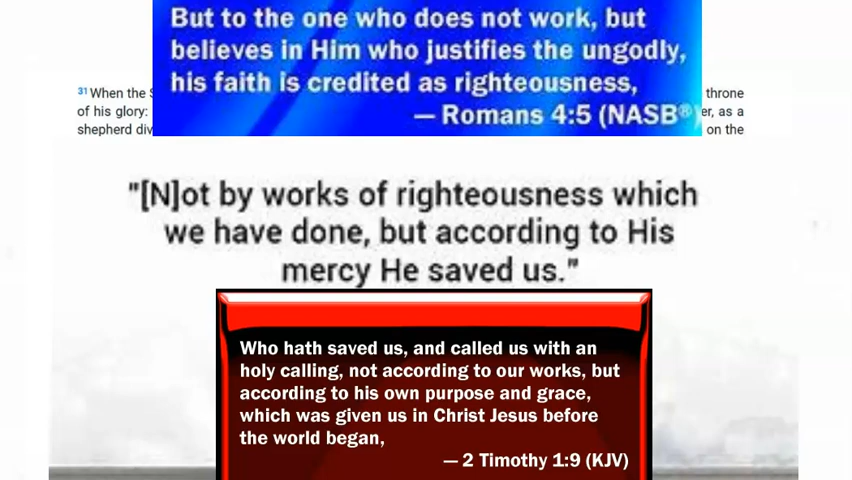 But to the one who does not work, but
believes in Him who justifies the ungodly,
his faith is credited as righteousness,
— Romans 4:5 (NASB®)
31 When the throne
of his glory: er, as a
shepherd div on the
"[N]ot by works of righteousness which
we have done, but according to His
mercy He saved us."
Who hath saved us, and called us with an
holy calling, not according to our works, but
according to his own purpose and grace,
which was given us in Christ Jesus before
the world began,
— 2 Timothy 1:9 (KJV)